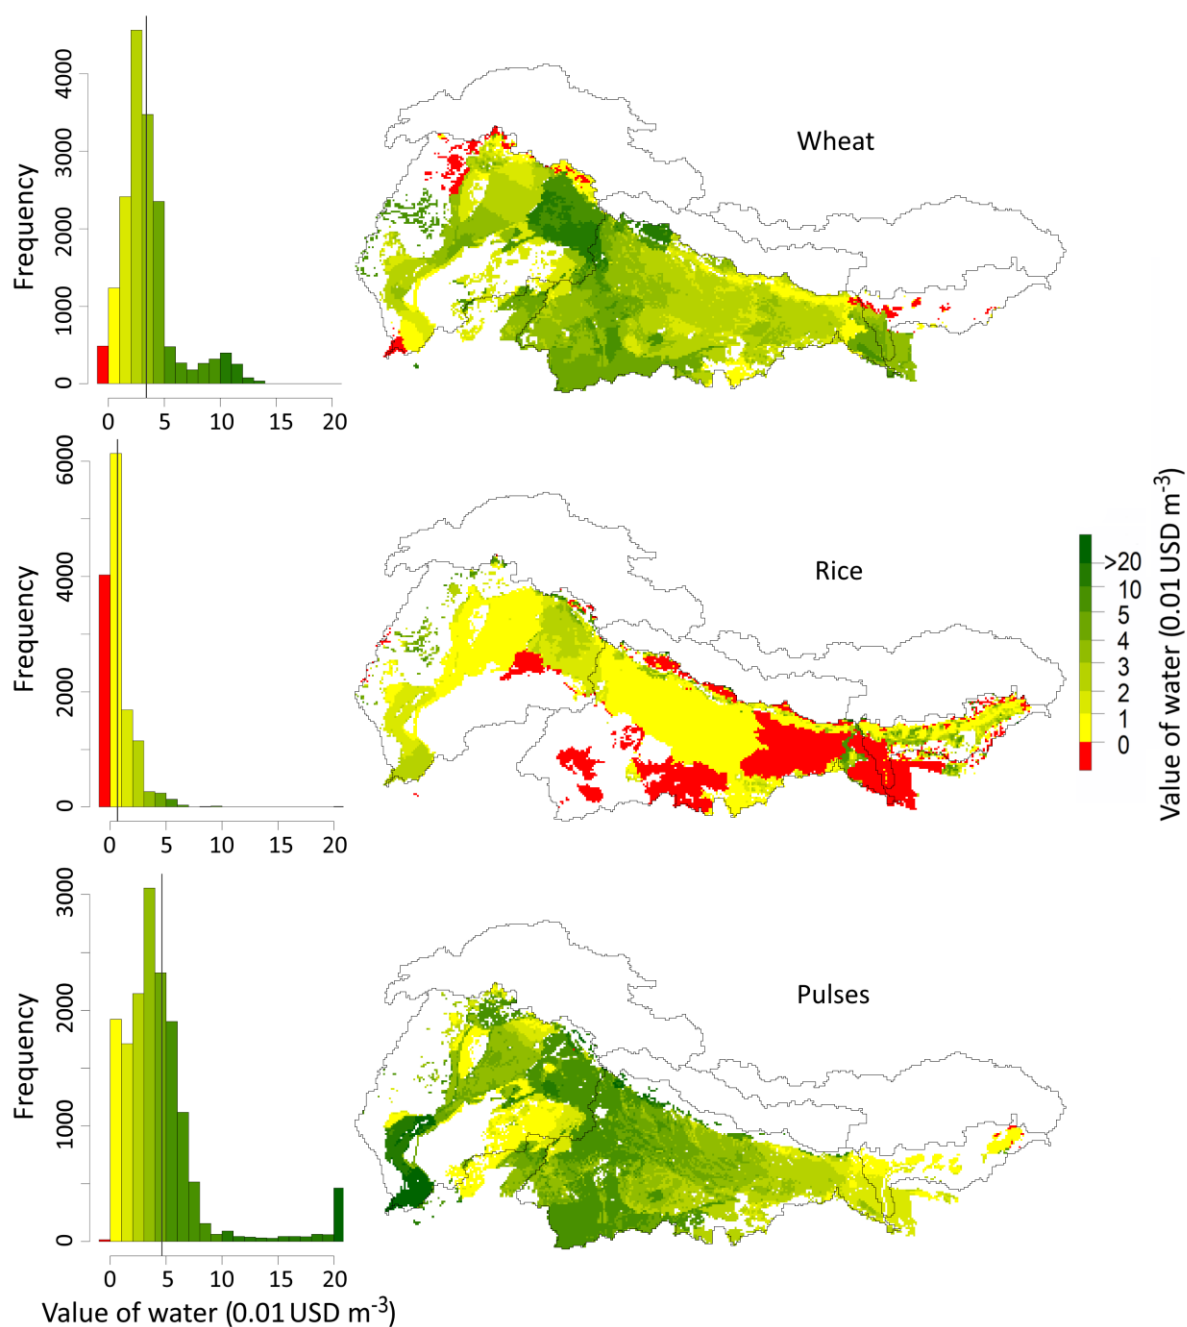 Frequency
0 1000 2000 3000 4000
0 5 10 15 20
Wheat
Frequency
0 2000 4000 6000
0 5 10 15 20
Rice
>20
10
5
4
3
2
1
0
Value of water (0.01 USD m⁻³)
Frequency
0 1000 2000 3000
0 5 10 15 20
Pulses
Value of water (0.01 USD m⁻³)